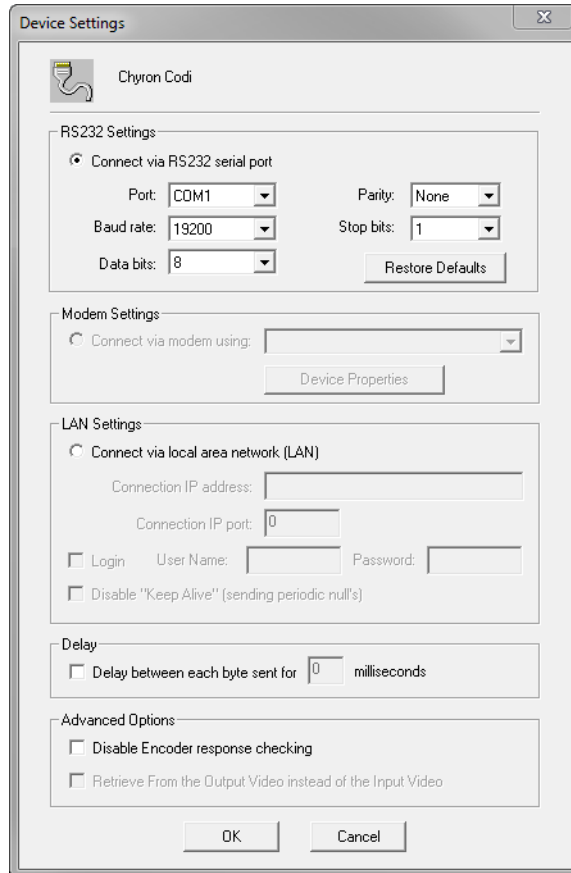 Device Settings
Chyron Codi
RS232 Settings
Connect via RS232 serial port
Port: COM1 Parity: None
Baud rate: 19200 Stop bits: 1
Data bits: 8 Restore Defaults
Modem Settings
Connect via modem using:
Device Properties
LAN Settings
Connect via local area network (LAN)
Connection IP address:
Connection IP port: 0
Login User Name: Password:
Disable "Keep Alive" (sending periodic null's)
Delay
Delay between each byte sent for 0 milliseconds
Advanced Options
Disable Encoder response checking
Retrieve From the Output Video instead of the Input Video
OK Cancel